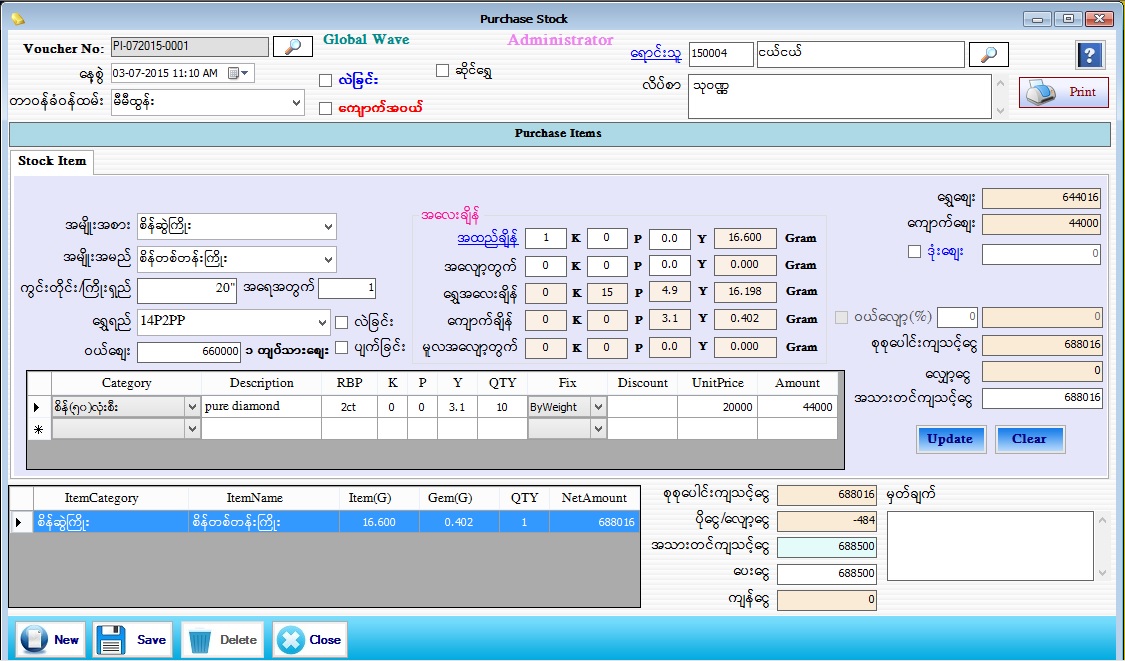 Purchase Stock
Voucher No: PI-072015-0001 Global Wave Administrator ရောင်းသူ 150004 ငယ်ငယ်
နေ့စွဲ 03-07-2015 11:10 AM လဲခြင်း ဆိုင်ရွှေ လိပ်စာ သုဝဏ္ဏ ?
တာဝန်ခံဝန်ထမ်း မီမီထွန်း ကျောက်အဝယ် Print
Purchase Items
Stock Item
ရွှေဈေး 644016
အလေးချိန် ကျောက်ဈေး 44000
အမျိုးအစား စိန်ဆွဲကြိုး အထည်ချိန် 1 K 0 P 0.0 Y 16.600 Gram ဒုံးဈေး 0
အမျိုးအမည် စိန်တစ်တန်းကြိုး အလျော့တွက် 0 K 0 P 0.0 Y 0.000 Gram
ကွင်းတိုင်း/ကြိုးရှည် 20" အရေအတွက် 1 ရွှေအလေးချိန် 0 K 15 P 4.9 Y 16.198 Gram
ရွှေရည် 14P2PP လဲခြင်း ကျောက်ချိန် 0 K 0 P 3.1 Y 0.402 Gram ဝယ်လျော့(%) 0 0
ဝယ်ဈေး 660000 ၁ ကျပ်သားဈေး ပျက်ခြင်း မူလအလျော့တွက် 0 K 0 P 0.0 Y 0.000 Gram စုစုပေါင်းကျသင့်ငွေ 688016
လျှော့ငွေ 0
Category Description RBP K P Y QTY Fix Discount UnitPrice Amount
အသားတင်ကျသင့်ငွေ 688016
စိန်(၅၀)လုံးစီး pure diamond 2ct 0 0 3.1 10 ByWeight 20000 44000
Update Clear
ItemCategory ItemName Item(G) Gem(G) QTY NetAmount
စိန်ဆွဲကြိုး စိန်တစ်တန်းကြိုး 16.600 0.402 1 688016
စုစုပေါင်းကျသင့်ငွေ 688016 မှတ်ချက်
ပိုငွေ/လျော့ငွေ -484
အသားတင်ကျသင့်ငွေ 688500
ပေးငွေ 688500
ကျန်ငွေ 0
New Save Delete Close